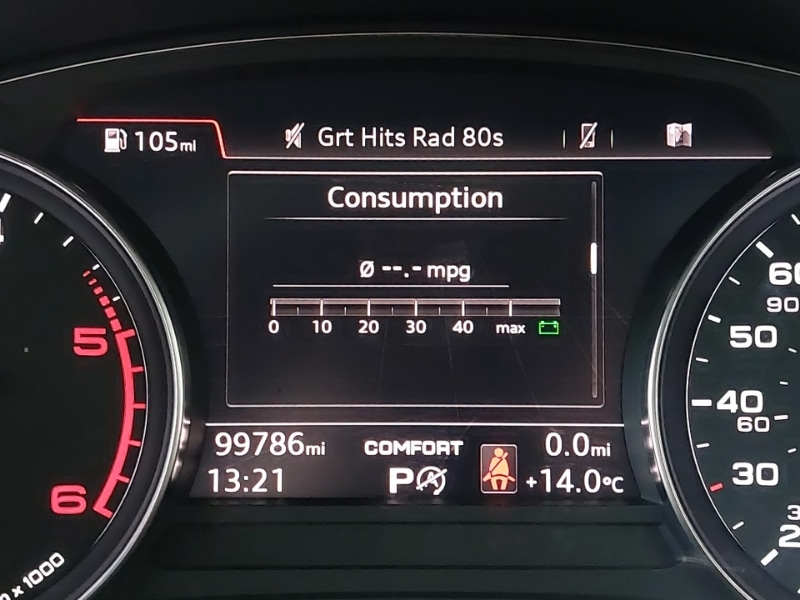 105mi
Grt Hits Rad 80s
Consumption
Ø --.- mpg
0 10 20 30 40 max
99786mi
COMFORT
0.0mi
13:21
P
+14.0°C
5
6
x 1000
60
90
50
40
60
30